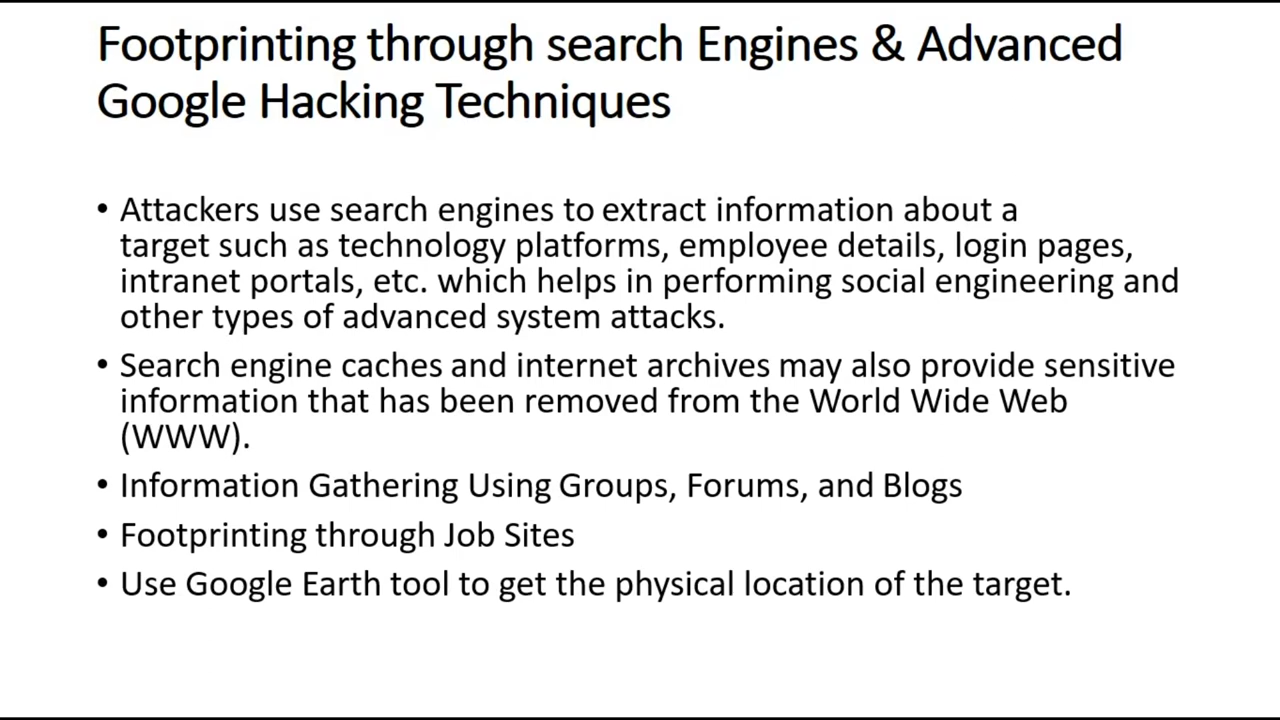 Footprinting through search Engines & Advanced
Google Hacking Techniques
• Attackers use search engines to extract information about a
target such as technology platforms, employee details, login pages,
intranet portals, etc. which helps in performing social engineering and
other types of advanced system attacks.
• Search engine caches and internet archives may also provide sensitive
information that has been removed from the World Wide Web
(WWW).
• Information Gathering Using Groups, Forums, and Blogs
• Footprinting through Job Sites
• Use Google Earth tool to get the physical location of the target.